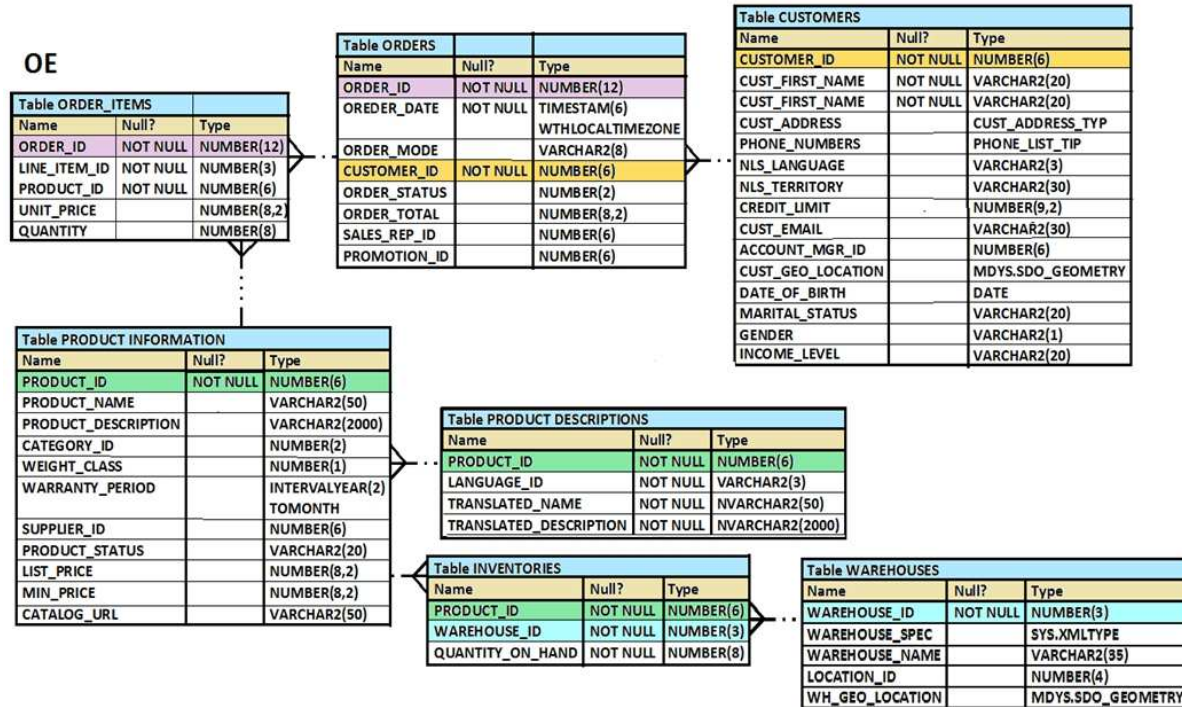 OE
Table ORDER_ITEMS
Name Null? Type
ORDER_ID NOT NULL NUMBER(12)
LINE_ITEM_ID NOT NULL NUMBER(3)
PRODUCT_ID NOT NULL NUMBER(6)
UNIT_PRICE NUMBER(8,2)
QUANTITY NUMBER(8)
Table ORDERS
Name Null? Type
ORDER_ID NOT NULL NUMBER(12)
OREDER_DATE NOT NULL TIMESTAM(6)
WTHLOCALTIMEZONE
ORDER_MODE VARCHAR2(8)
CUSTOMER_ID NOT NULL NUMBER(6)
ORDER_STATUS NUMBER(2)
ORDER_TOTAL NUMBER(8,2)
SALES_REP_ID NUMBER(6)
PROMOTION_ID NUMBER(6)
Table CUSTOMERS
Name Null? Type
CUSTOMER_ID NOT NULL NUMBER(6)
CUST_FIRST_NAME NOT NULL VARCHAR2(20)
CUST_FIRST_NAME NOT NULL VARCHAR2(20)
CUST_ADDRESS CUST_ADDRESS_TYP
PHONE_NUMBERS PHONE_LIST_TIP
NLS_LANGUAGE VARCHAR2(3)
NLS_TERRITORY VARCHAR2(30)
CREDIT_LIMIT NUMBER(9,2)
CUST_EMAIL VARCHAR2(30)
ACCOUNT_MGR_ID NUMBER(6)
CUST_GEO_LOCATION MDYS.SDO_GEOMETRY
DATE_OF_BIRTH DATE
MARITAL_STATUS VARCHAR2(20)
GENDER VARCHAR2(1)
INCOME_LEVEL VARCHAR2(20)
Table PRODUCT INFORMATION
Name Null? Type
PRODUCT_ID NOT NULL NUMBER(6)
PRODUCT_NAME VARCHAR2(50)
PRODUCT_DESCRIPTION VARCHAR2(2000)
CATEGORY_ID NUMBER(2)
WEIGHT_CLASS NUMBER(1)
WARRANTY_PERIOD INTERVALYEAR(2)
TOMONTH
SUPPLIER_ID NUMBER(6)
PRODUCT_STATUS VARCHAR2(20)
LIST_PRICE NUMBER(8,2)
MIN_PRICE NUMBER(8,2)
CATALOG_URL VARCHAR2(50)
Table PRODUCT DESCRIPTIONS
Name Null? Type
PRODUCT_ID NOT NULL NUMBER(6)
LANGUAGE_ID NOT NULL VARCHAR2(3)
TRANSLATED_NAME NOT NULL NVARCHAR2(50)
TRANSLATED_DESCRIPTION NOT NULL NVARCHAR2(2000)
Table INVENTORIES
Name Null? Type
PRODUCT_ID NOT NULL NUMBER(6)
WAREHOUSE_ID NOT NULL NUMBER(3)
QUANTITY_ON_HAND NOT NULL NUMBER(8)
Table WAREHOUSES
Name Null? Type
WAREHOUSE_ID NOT NULL NUMBER(3)
WAREHOUSE_SPEC SYS.XMLTYPE
WAREHOUSE_NAME VARCHAR2(35)
LOCATION_ID NUMBER(4)
WH_GEO_LOCATION MDYS.SDO_GEOMETRY